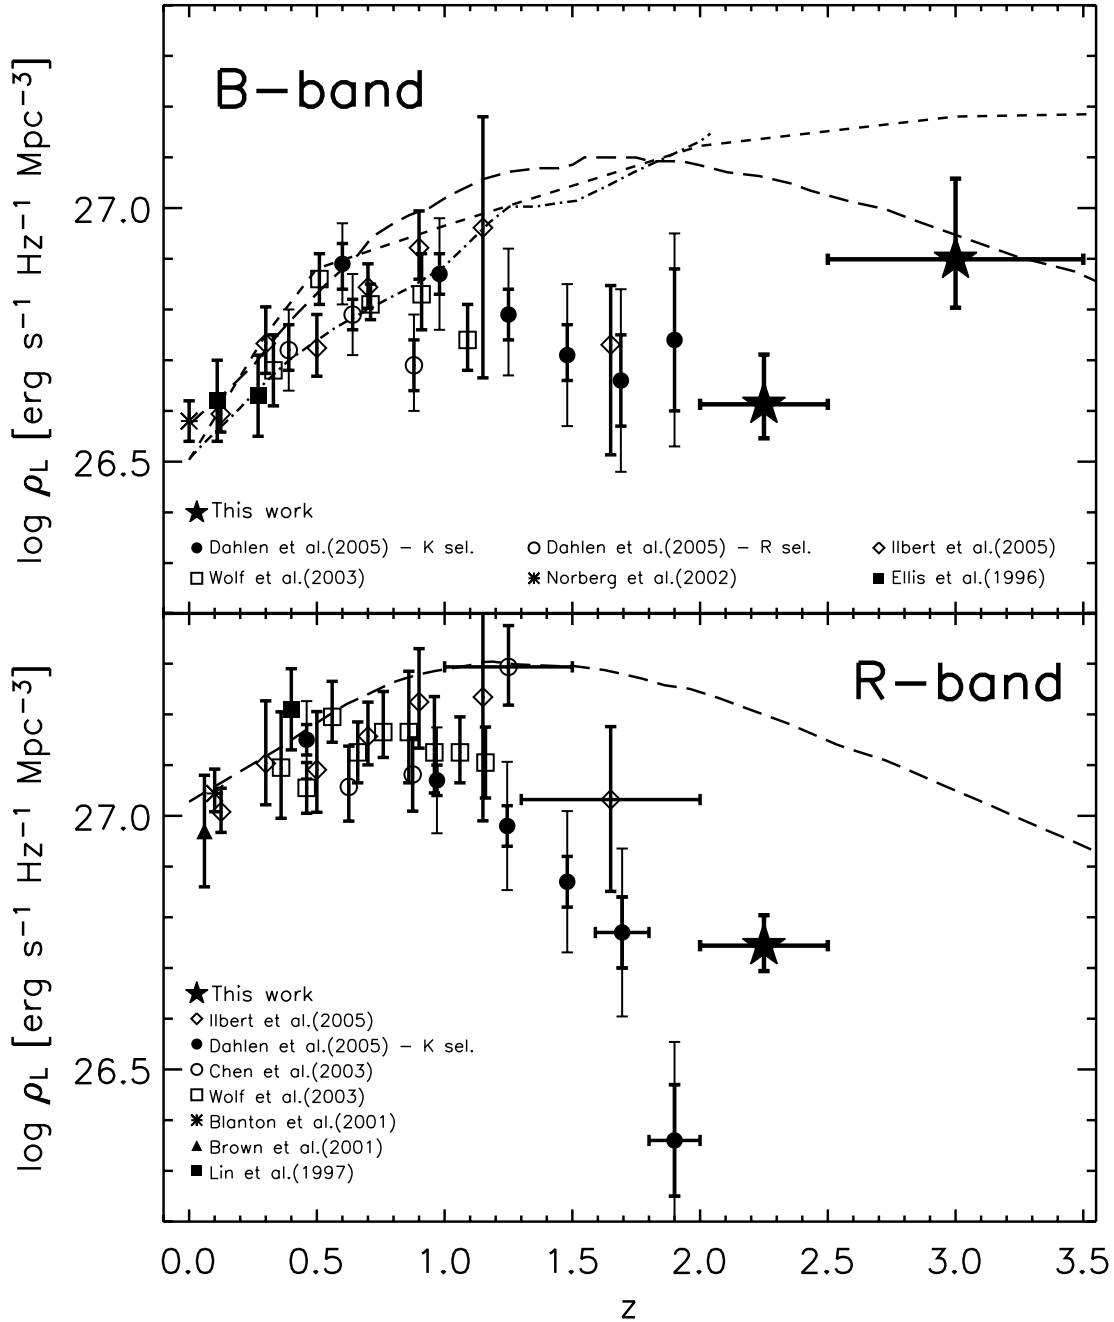 B-band
log ρL [erg s−1 Hz−1 Mpc−3]
27.0
26.5
This work
Dahlen et al.(2005) − K sel. Dahlen et al.(2005) − R sel. Ilbert et al.(2005)
Wolf et al.(2003) Norberg et al.(2002) Ellis et al.(1996)
R-band
log ρL [erg s−1 Hz−1 Mpc−3]
27.0
26.5
This work
Ilbert et al.(2005)
Dahlen et al.(2005) − K sel.
Chen et al.(2003)
Wolf et al.(2003)
Blanton et al.(2001)
Brown et al.(2001)
Lin et al.(1997)
0.0 0.5 1.0 1.5 2.0 2.5 3.0 3.5
z